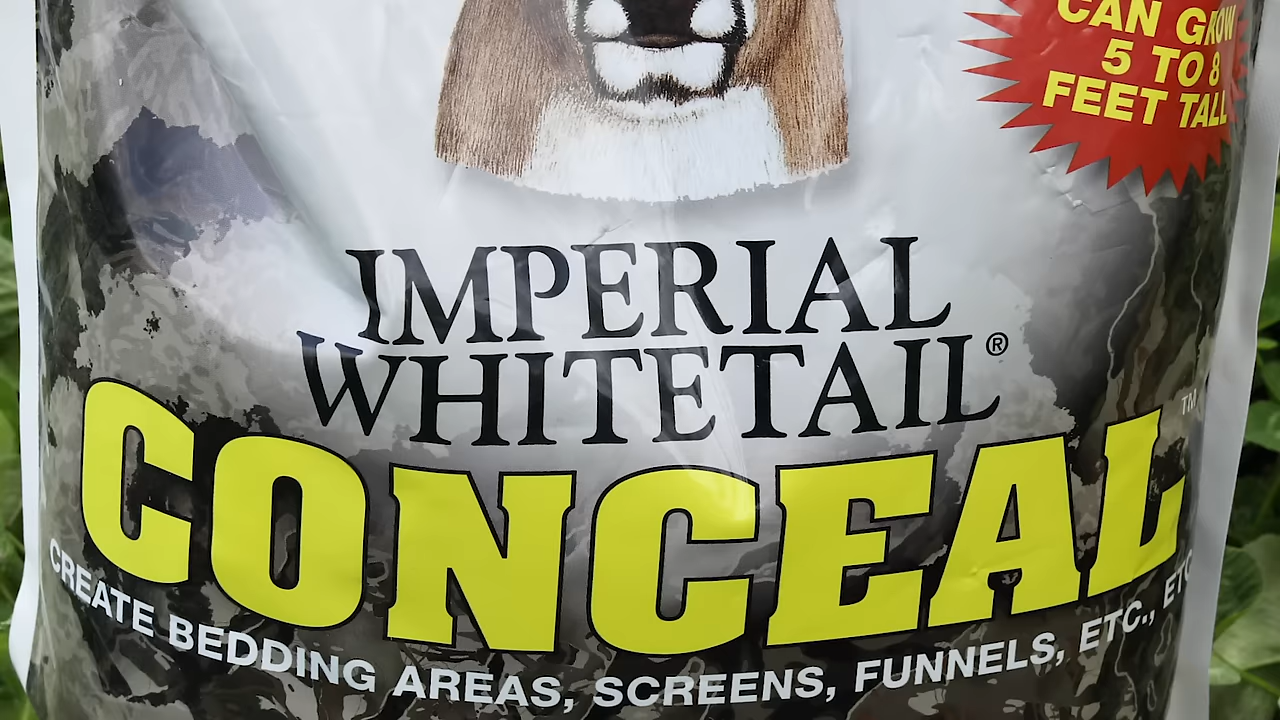 CAN GROW
5 TO 8
FEET TALL
IMPERIAL
WHITETAIL®
CONCEAL™
CREATE BEDDING AREAS, SCREENS, FUNNELS, ETC., ETC